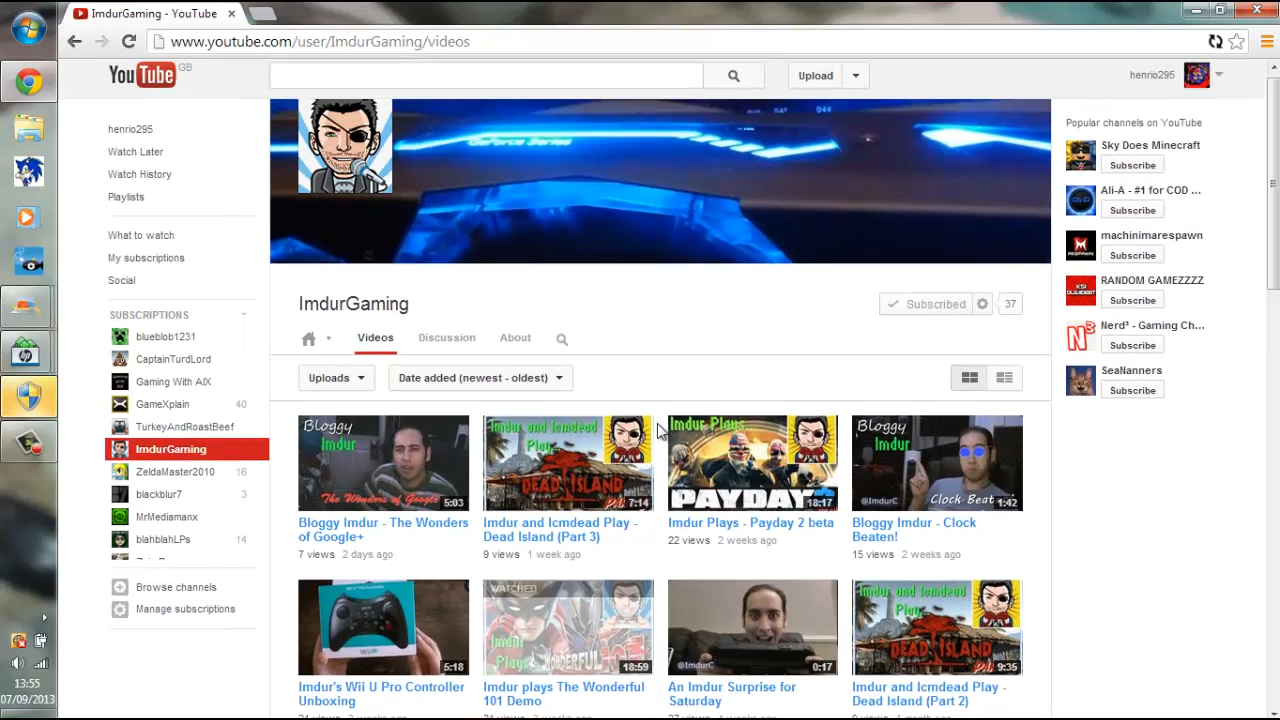 ImdurGaming - YouTube
www.youtube.com/user/ImdurGaming/videos
YouTube GB
Upload
henrio295
henrio295
Watch Later
Watch History
Playlists
What to watch
My subscriptions
Social
SUBSCRIPTIONS
blueblob1231
CaptainTurdLord
Gaming With AIX
GameXplain 40
TurkeyAndRoastBeef
ImdurGaming
ZeldaMaster2010 16
blackblur7 3
MrMediamanx
blahblahLPs 14
Browse channels
Manage subscriptions
GeForce Series
ImdurGaming
Subscribed 37
Videos Discussion About
Uploads Date added (newest - oldest)
Bloggy
Imdur
The Wonders
of Google+
5:03
Bloggy Imdur - The Wonders
of Google+
7 views 2 days ago
Imdur and Icmdead
Play...
DEAD ISLAND
7:14
Imdur and Icmdead Play -
Dead Island (Part 3)
9 views 1 week ago
Imdur Plays...
PAYDAY 2
18:17
Imdur Plays - Payday 2 beta
22 views 2 weeks ago
Bloggy
Imdur
@ImdurC Clock Beat
1:42
Bloggy Imdur - Clock
Beaten!
15 views 2 weeks ago
Wii U
5:18
Imdur's Wii U Pro Controller
Unboxing
WATCHED
Imdur
Plays
WONDERFUL 101
18:59
Imdur plays The Wonderful
101 Demo
@ImdurC
0:17
An Imdur Surprise for
Saturday
Imdur and Icmdead
Play...
DEAD ISLAND
9:35
Imdur and Icmdead Play -
Dead Island (Part 2)
Popular channels on YouTube
Sky Does Minecraft
Subscribe
Ali-A - #1 for COD ...
Subscribe
machinimarespawn
Subscribe
RANDOM GAMEZZZZ
Subscribe
Nerd³ - Gaming Ch...
Subscribe
SeaNanners
Subscribe
13:55
07/09/2013